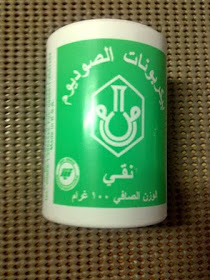 بيكربونات الصوديوم
نقي
الوزن الصافي ١٠٠ غرام